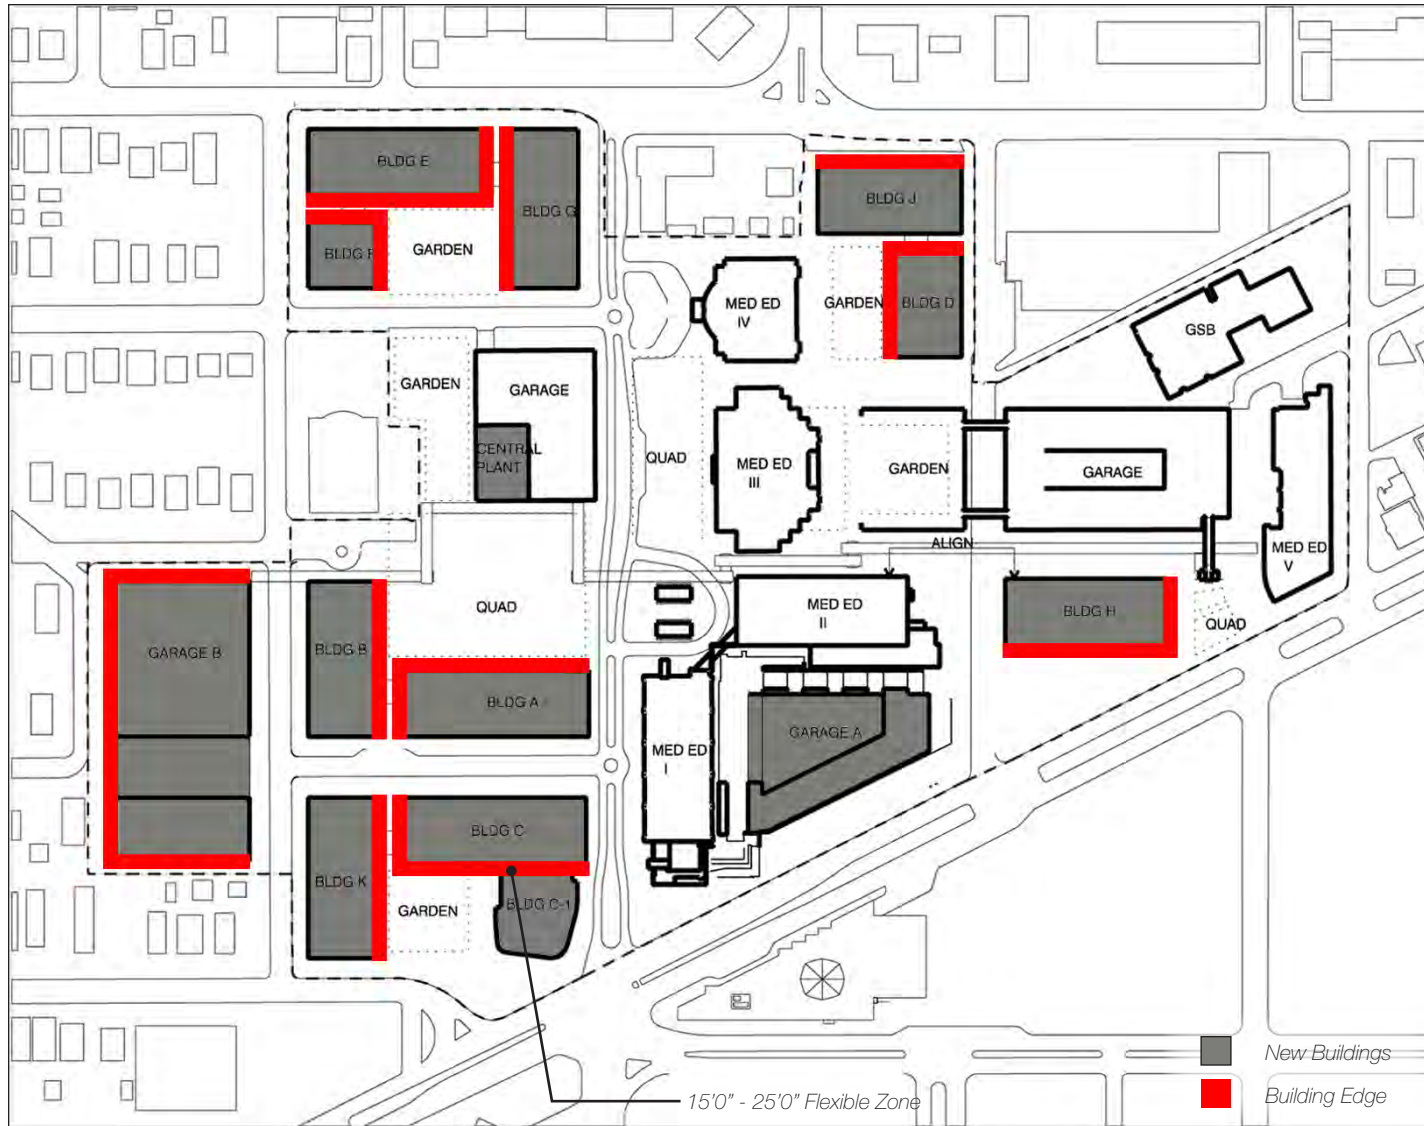 BLDG E
BLDG G
BLDG F
GARDEN
BLDG J
GARDEN
BLDG D
MED ED
IV
GSB
GARDEN
GARAGE
CENTRAL
PLANT
QUAD
MED ED
III
GARDEN
GARAGE
ALIGN
MED ED
V
QUAD
MED ED
II
BLDG H
QUAD
GARAGE B
BLDG B
BLDG A
MED ED
I
GARAGE A
BLDG C
BLDG K
GARDEN
BLDG C-1
New Buildings
15'0" - 25'0" Flexible Zone
Building Edge